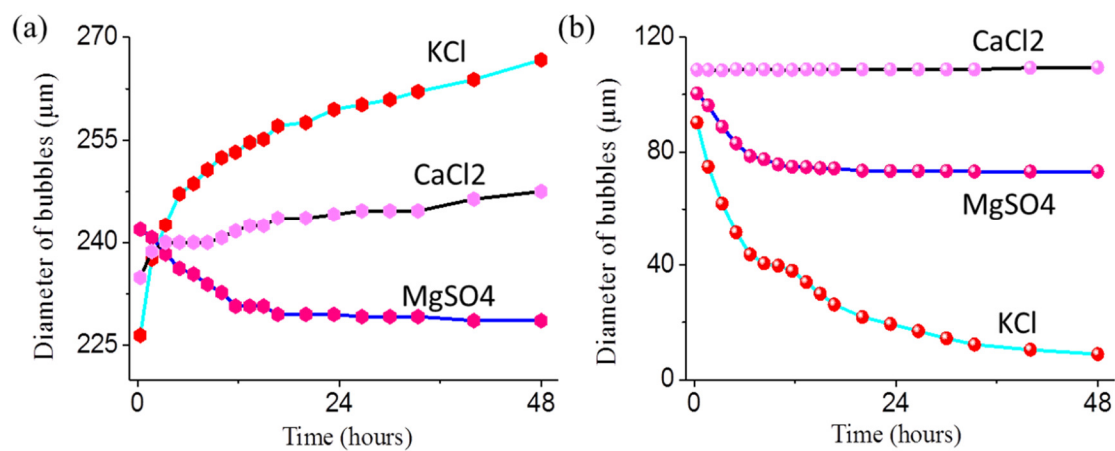 (a)
Diameter of bubbles (μm)
270
255
240
225
KCl
CaCl2
MgSO4
0
24
48
Time (hours)
(b)
Diameter of bubbles (μm)
120
80
40
0
CaCl2
MgSO4
KCl
0
24
48
Time (hours)